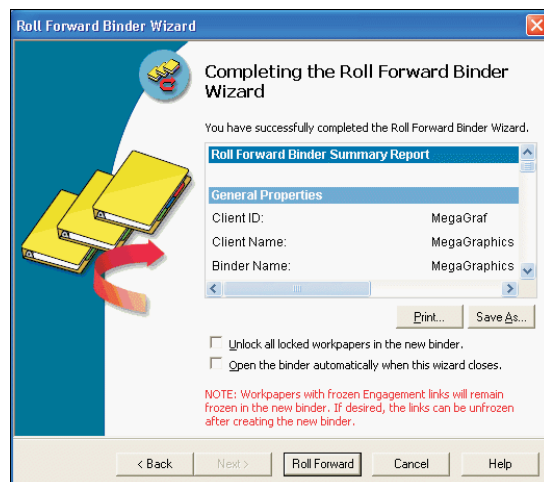 Roll Forward Binder Wizard
Completing the Roll Forward Binder
Wizard
You have successfully completed the Roll Forward Binder Wizard.
Roll Forward Binder Summary Report
General Properties
Client ID: MegaGraf
Client Name: MegaGraphics
Binder Name: MegaGraphics
Print... Save As...
Unlock all locked workpapers in the new binder.
Open the binder automatically when this wizard closes.
NOTE: Workpapers with frozen Engagement links will remain
frozen in the new binder. If desired, the links can be unfrozen
after creating the new binder.
< Back Next > Roll Forward Cancel Help